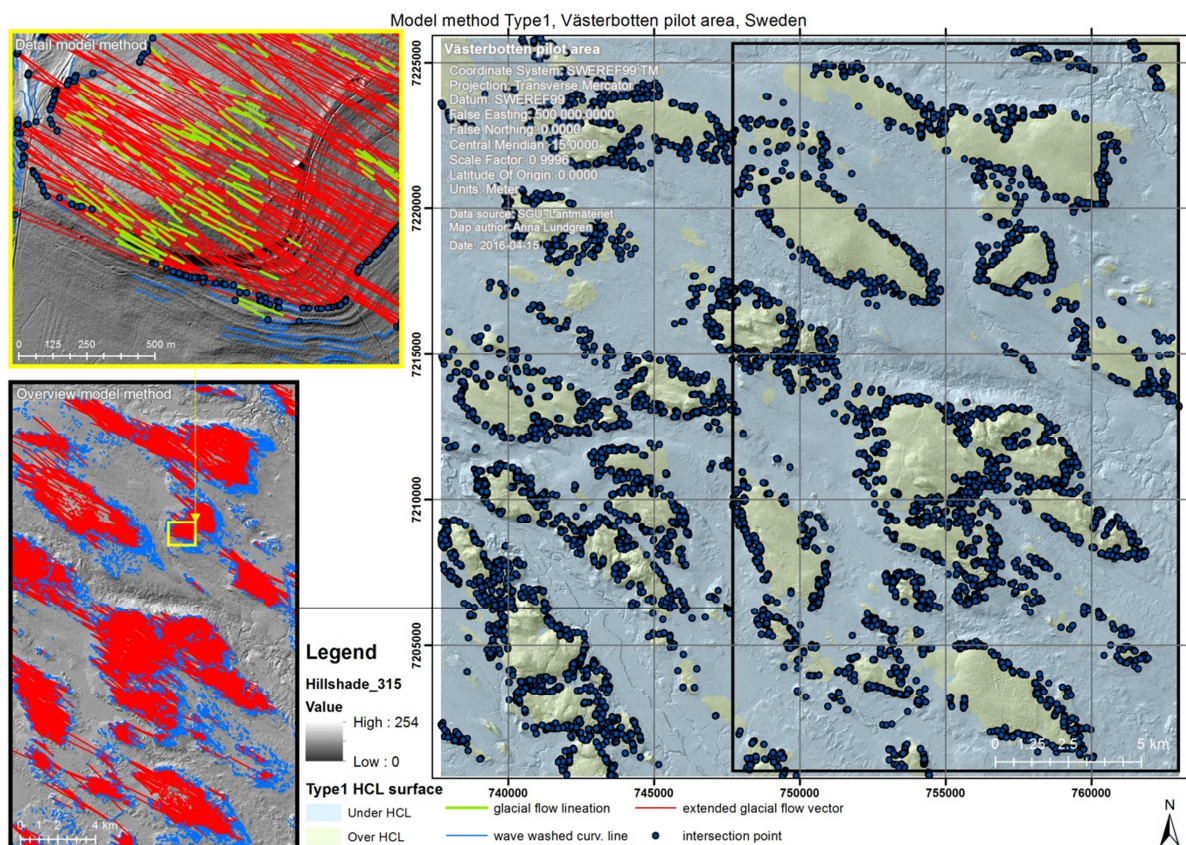 Model method Type1, Västerbotten pilot area, Sweden
Detail model method
0 125 250 500 m
Overview model method
0 1 2 4 km
Västerbotten pilot area
Coordinate System: SWEREF99 TM
Projection: Transverse Mercator
Datum: SWEREF99
False Easting: 500 000.0000
False Northing: 0.0000
Central Meridian: 15.0000
Scale Factor: 0.9996
Latitude Of Origin: 0.0000
Units: Meter
Data source: SGU, Lantmäteriet
Map author: Anna Lundgren
Date: 2016-04-15
7225000
7220000
7215000
7210000
7205000
0 1.25 2.5 5 km
740000 745000 750000 755000 760000
Legend
Hillshade_315
Value
High : 254
Low : 0
Type1 HCL surface
Under HCL
Over HCL
glacial flow lineation
extended glacial flow vector
wave washed curv. line
intersection point
N